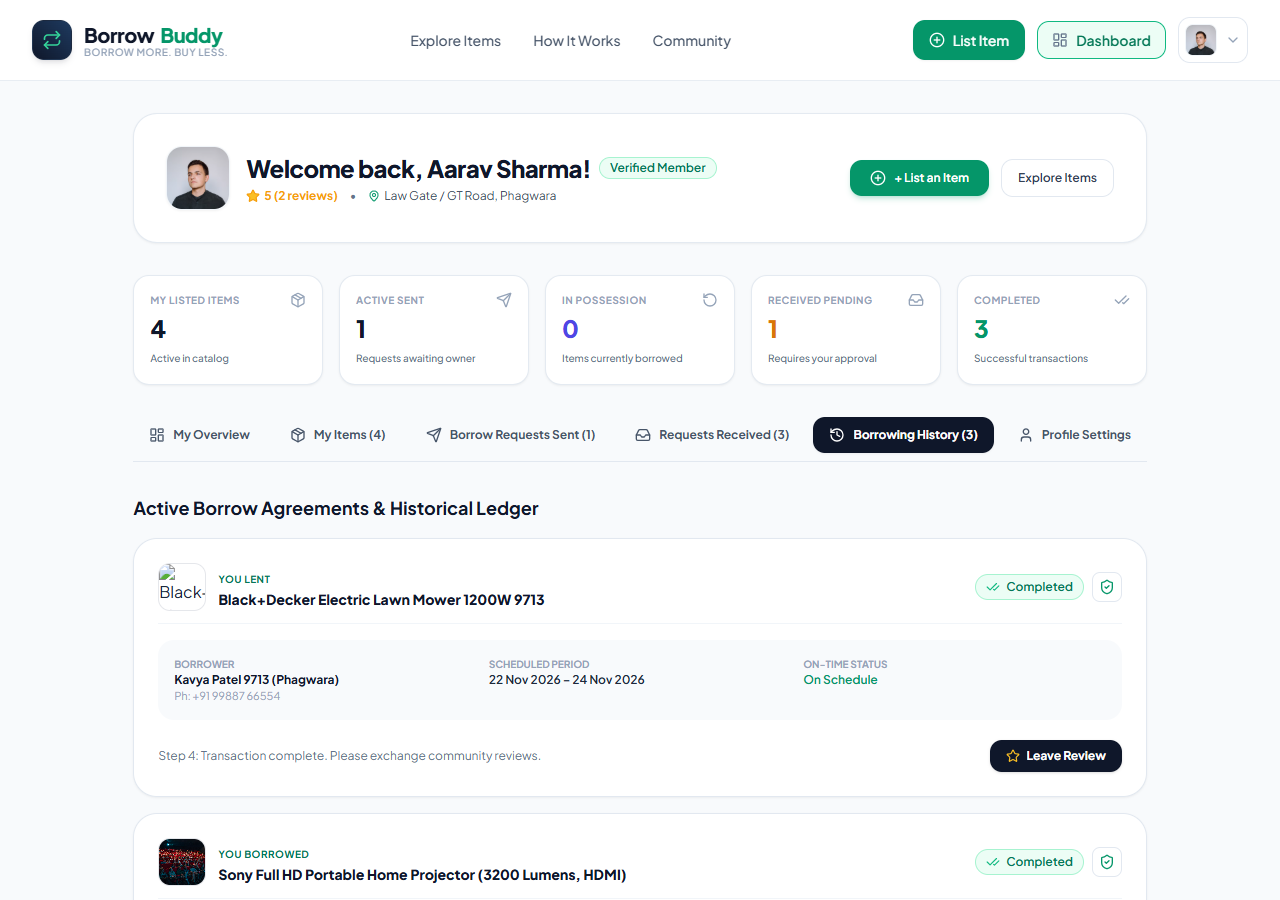 Borrow Buddy
BORROW MORE. BUY LESS.
Explore Items
How It Works
Community
List Item
Dashboard
Welcome back, Aarav Sharma!
Verified Member
5 (2 reviews)
•
Law Gate / GT Road, Phagwara
+ List an Item
Explore Items
MY LISTED ITEMS
4
Active in catalog
ACTIVE SENT
1
Requests awaiting owner
IN POSSESSION
0
Items currently borrowed
RECEIVED PENDING
1
Requires your approval
COMPLETED
3
Successful transactions
My Overview
My Items (4)
Borrow Requests Sent (1)
Requests Received (3)
Borrowing History (3)
Profile Settings
Active Borrow Agreements & Historical Ledger
Black-
YOU LENT
Black+Decker Electric Lawn Mower 1200W 9713
Completed
BORROWER
Kavya Patel 9713 (Phagwara)
Ph: +91 99887 66554
SCHEDULED PERIOD
22 Nov 2026 – 24 Nov 2026
ON-TIME STATUS
On Schedule
Step 4: Transaction complete. Please exchange community reviews.
Leave Review
YOU BORROWED
Sony Full HD Portable Home Projector (3200 Lumens, HDMI)
Completed